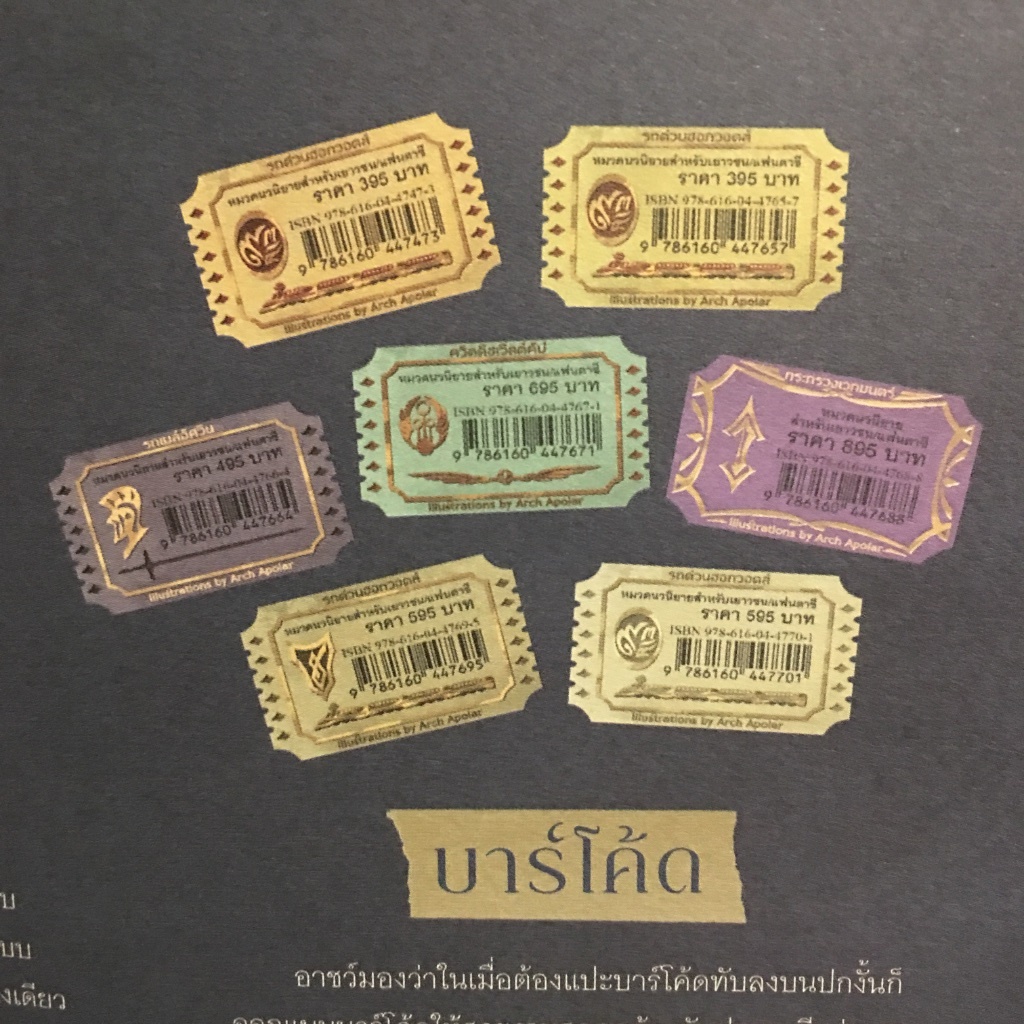 รถด่วนฮอกวอตส์
หมวดนวนิยายสำหรับเยาวชน/แฟนตาซี
ราคา 395 บาท
ISBN 978-616-04-4747-3
9 786160 447473
Illustrations by Arch Apolar
รถด่วนฮอกวอตส์
หมวดนวนิยายสำหรับเยาวชน/แฟนตาซี
ราคา 395 บาท
ISBN 978-616-04-4765-7
9 786160 447657
Illustrations by Arch Apolar
ควิดดิชเวิลด์คัพ
หมวดนวนิยายสำหรับเยาวชน/แฟนตาซี
ราคา 695 บาท
ISBN 978-616-04-4767-1
9 786160 447671
รถเมล์อัศวิน
หมวดนวนิยายสำหรับเยาวชน/แฟนตาซี
ราคา 495 บาท
ISBN 978-616-04-4766-4
9 786160 447664
Illustrations by Arch Apolar
Illustrations by Arch Apolar
กระทรวงเวทมนตร์
หมวดนวนิยาย
สำหรับเยาวชน/แฟนตาซี
ราคา 895 บาท
ISBN 978-616-04-4768-8
9 786160 447688
Illustrations by Arch Apolar
รถด่วนฮอกวอตส์
หมวดนวนิยายสำหรับเยาวชน/แฟนตาซี
ราคา 595 บาท
ISBN 978-616-04-4769-5
9 786160 447695
Illustrations by Arch Apolar
รถด่วนฮอกวอตส์
หมวดนวนิยายสำหรับเยาวชน/แฟนตาซี
ราคา 595 บาท
ISBN 978-616-04-4770-1
9 786160 447701
Illustrations by Arch Apolar
บาร์โค้ด
อาชว์มองว่าในเมื่อต้องแปะบาร์โค้ดทับลงบนปกงั้นก็